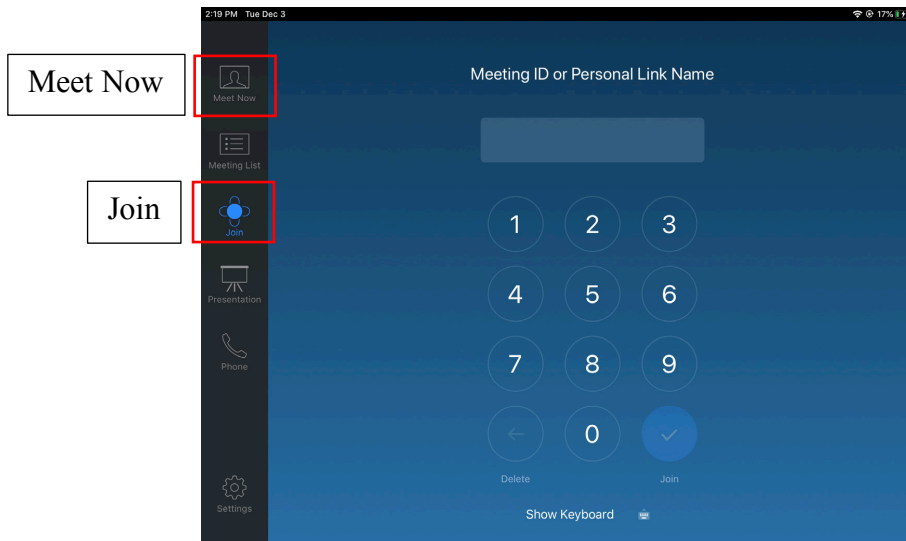 2:19 PM Tue Dec 3
17%
Meet Now
Meet Now
Meeting List
Join
Join
Presentation
Phone
Settings
Meeting ID or Personal Link Name
1 2 3
4 5 6
7 8 9
0
Delete Join
Show Keyboard